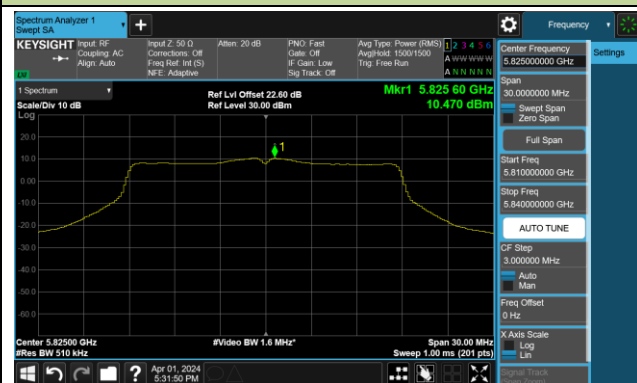 Spectrum Analyzer 1
Swept SA
+
Frequency
KEYSIGHT
Input: RF
Coupling: AC
Align: Auto
Input Z: 50 Ω
Corrections: Off
Freq Ref: Int (S)
NFE: Adaptive
Atten: 20 dB
PNO: Fast
Gate: Off
IF Gain: Low
Sig Track: Off
Avg Type: Power (RMS)
Avg|Hold: 1500/1500
Trig: Free Run
1 2 3 4 5 6
A W W W W W
A N N N N N
LXI
1 Spectrum
Scale/Div 10 dB
Log
Ref Lvl Offset 22.60 dB
Ref Level 30.00 dBm
Mkr1 5.825 60 GHz
10.470 dBm
1
20.0
10.0
0.00
-10.0
-20.0
-30.0
-40.0
-50.0
-60.0
Center 5.82500 GHz
#Res BW 510 kHz
#Video BW 1.6 MHz*
Span 30.00 MHz
Sweep 1.00 ms (201 pts)
Apr 01, 2024
5:31:50 PM
?
Settings
Center Frequency
5.825000000 GHz
Span
30.0000000 MHz
Swept Span
Zero Span
Full Span
Start Freq
5.810000000 GHz
Stop Freq
5.840000000 GHz
AUTO TUNE
CF Step
3.000000 MHz
Auto
Man
Freq Offset
0 Hz
X Axis Scale
Log
Lin
Signal Track